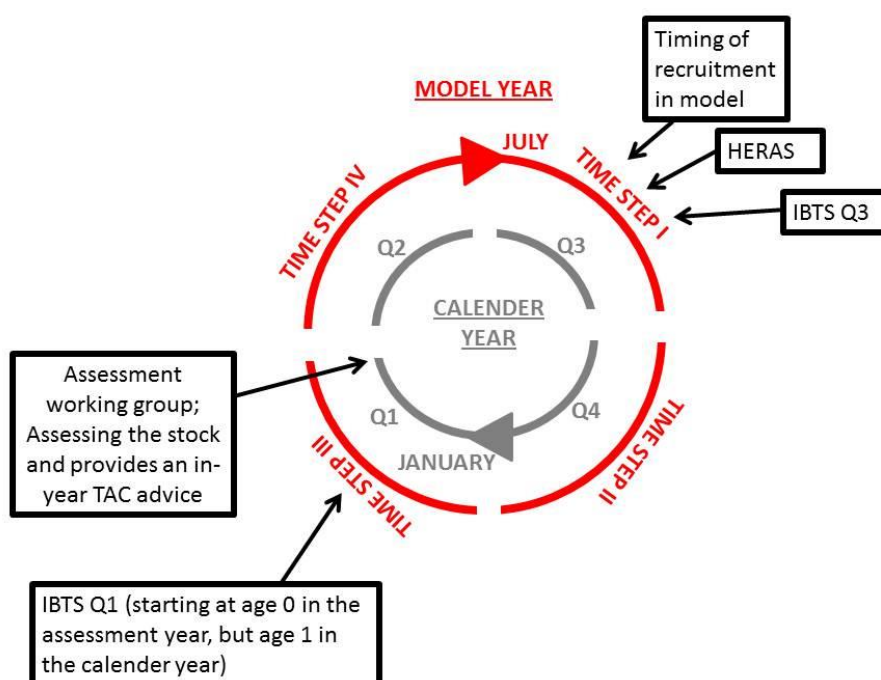 Timing of
recruitment
in model
MODEL YEAR
JULY
HERAS
TIME STEP IV
TIME STEP I
IBTS Q3
Q2
Q3
CALENDER
YEAR
Assessment
working group;
Assessing the stock
and provides an in-
year TAC advice
Q1
Q4
JANUARY
TIME STEP III
TIME STEP II
IBTS Q1 (starting at age 0 in the
assessment year, but age 1 in
the calender year)